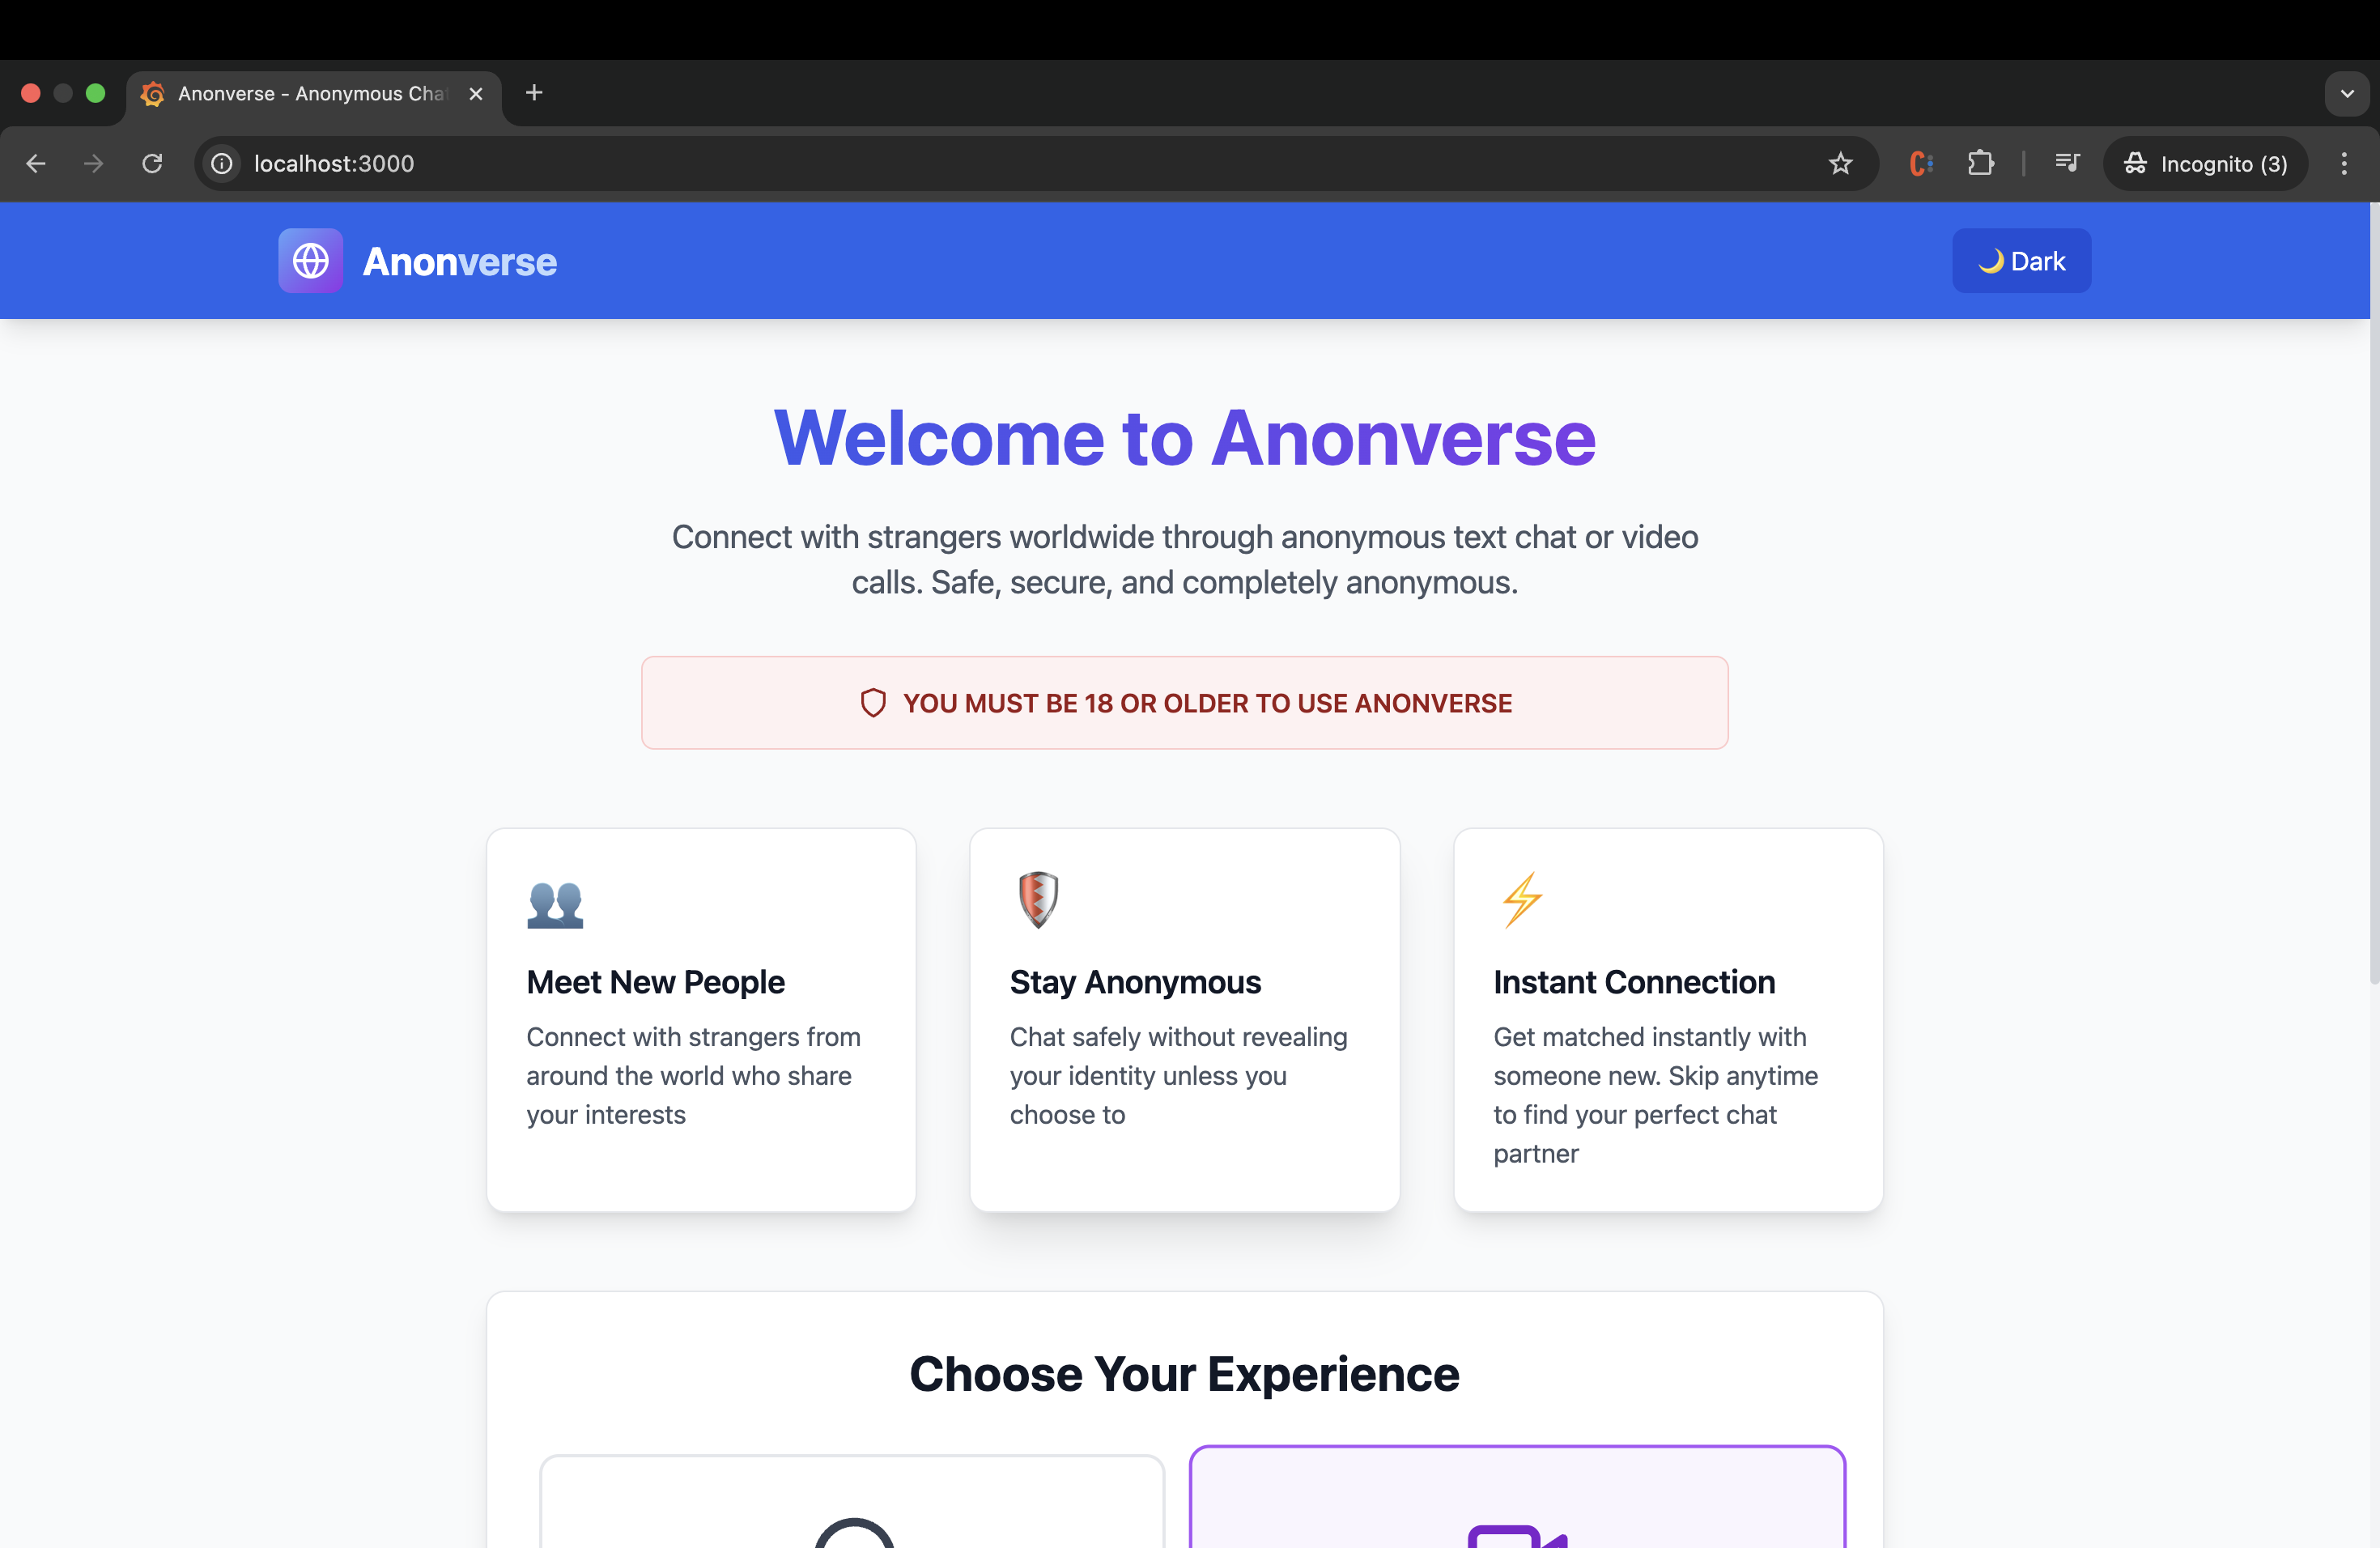 Anonverse - Anonymous Cha
localhost:3000
Incognito (3)
Anonverse
🌙 Dark
Welcome to Anonverse
Connect with strangers worldwide through anonymous text chat or video
calls. Safe, secure, and completely anonymous.
YOU MUST BE 18 OR OLDER TO USE ANONVERSE
Meet New People
Connect with strangers from
around the world who share
your interests
Stay Anonymous
Chat safely without revealing
your identity unless you
choose to
Instant Connection
Get matched instantly with
someone new. Skip anytime
to find your perfect chat
partner
Choose Your Experience